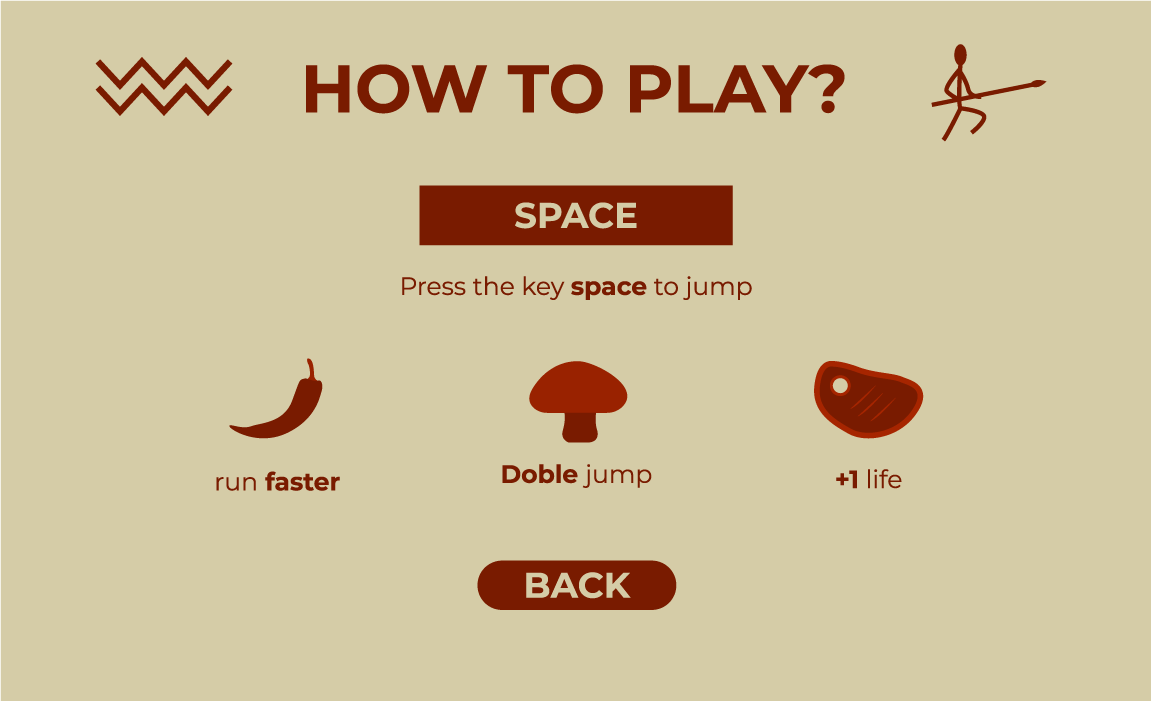 HOW TO PLAY?
SPACE
Press the key space to jump
run faster
Doble jump
+1 life
BACK